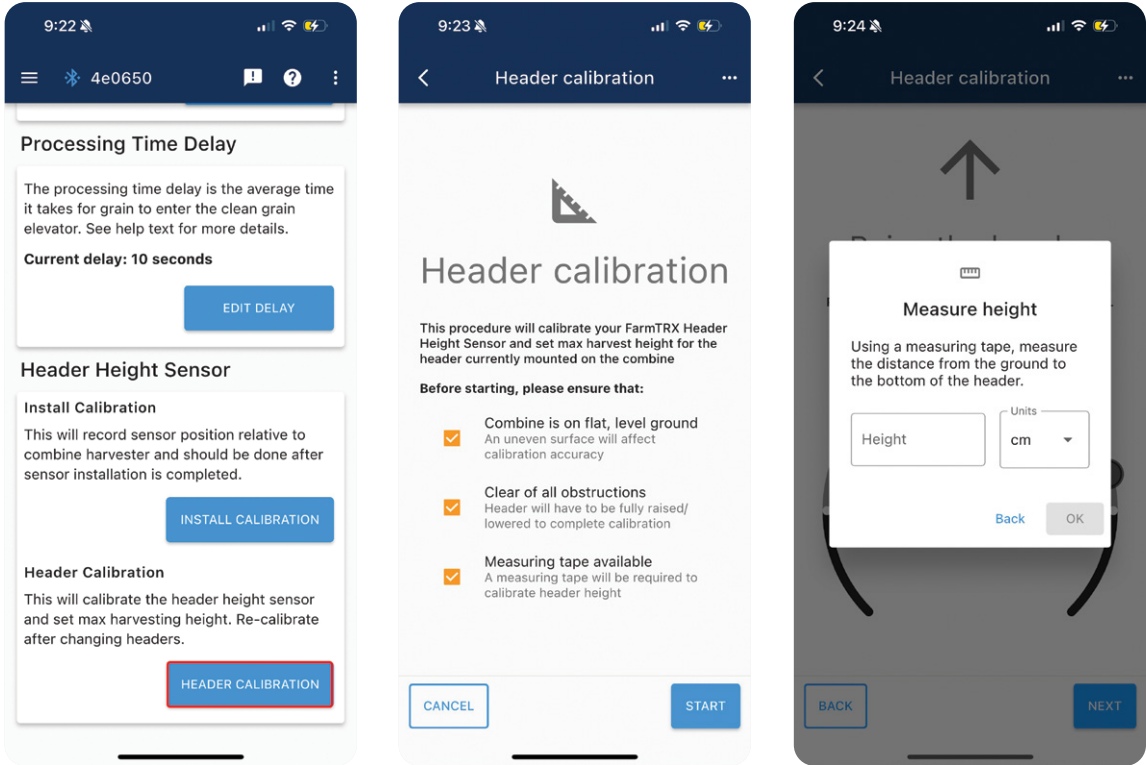 9:22
4e0650
Processing Time Delay
The processing time delay is the average time
it takes for grain to enter the clean grain
elevator. See help text for more details.
Current delay: 10 seconds
EDIT DELAY
Header Height Sensor
Install Calibration
This will record sensor position relative to
combine harvester and should be done after
sensor installation is completed.
INSTALL CALIBRATION
Header Calibration
This will calibrate the header height sensor
and set max harvesting height. Re-calibrate
after changing headers.
HEADER CALIBRATION
9:23
Header calibration
Header calibration
This procedure will calibrate your FarmTRX Header
Height Sensor and set max harvest height for the
header currently mounted on the combine
Before starting, please ensure that:
Combine is on flat, level ground
An uneven surface will affect
calibration accuracy
Clear of all obstructions
Header will have to be fully raised/
lowered to complete calibration
Measuring tape available
A measuring tape will be required to
calibrate header height
CANCEL
START
9:24
Header calibration
Measure height
Using a measuring tape, measure
the distance from the ground to
the bottom of the header.
Height
Units
cm
Back
OK
BACK
NEXT